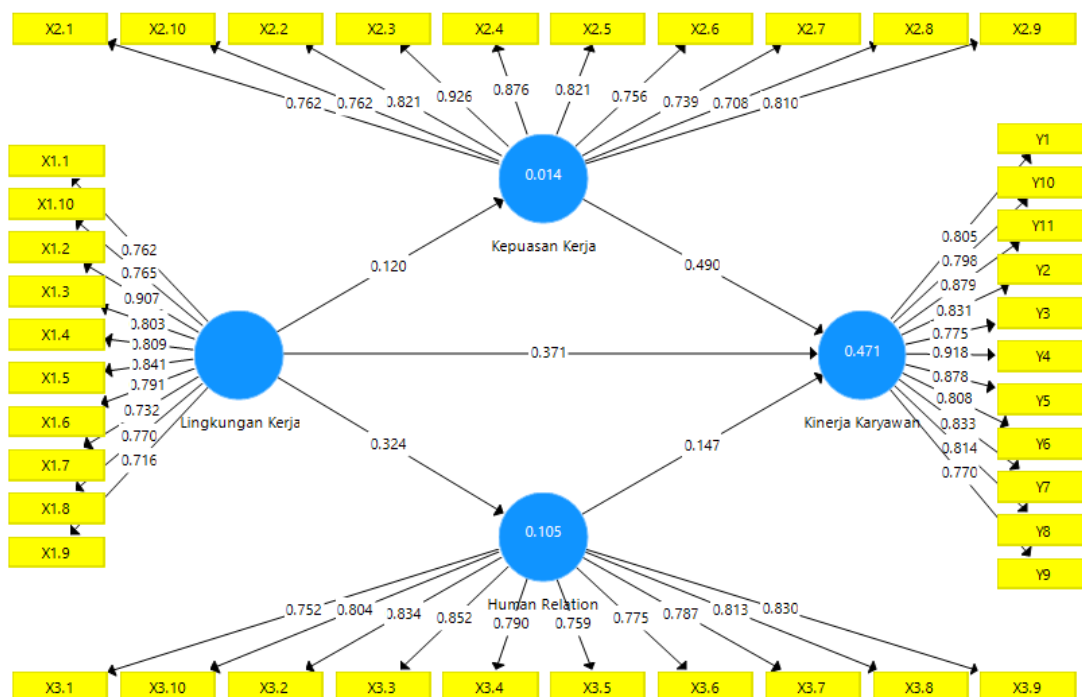 X2.1 X2.10 X2.2 X2.3 X2.4 X2.5 X2.6 X2.7 X2.8 X2.9
0.762 0.762 0.821 0.926 0.876 0.821 0.756 0.739 0.708 0.810
0.014
Kepuasan Kerja
X1.1
X1.10
X1.2
X1.3
X1.4
X1.5
X1.6
X1.7
X1.8
X1.9
0.762
0.765
0.907
0.803
0.809
0.841
0.791
0.732
0.770
0.716
Lingkungan Kerja
0.120
0.490
0.371
0.324
0.147
0.471
Kinerja Karyawan
0.805
0.798
0.879
0.831
0.775
0.918
0.878
0.808
0.833
0.814
0.770
Y1
Y10
Y11
Y2
Y3
Y4
Y5
Y6
Y7
Y8
Y9
0.105
Human Relation
0.752 0.804 0.834 0.852 0.790 0.759 0.775 0.787 0.813 0.830
X3.1 X3.10 X3.2 X3.3 X3.4 X3.5 X3.6 X3.7 X3.8 X3.9